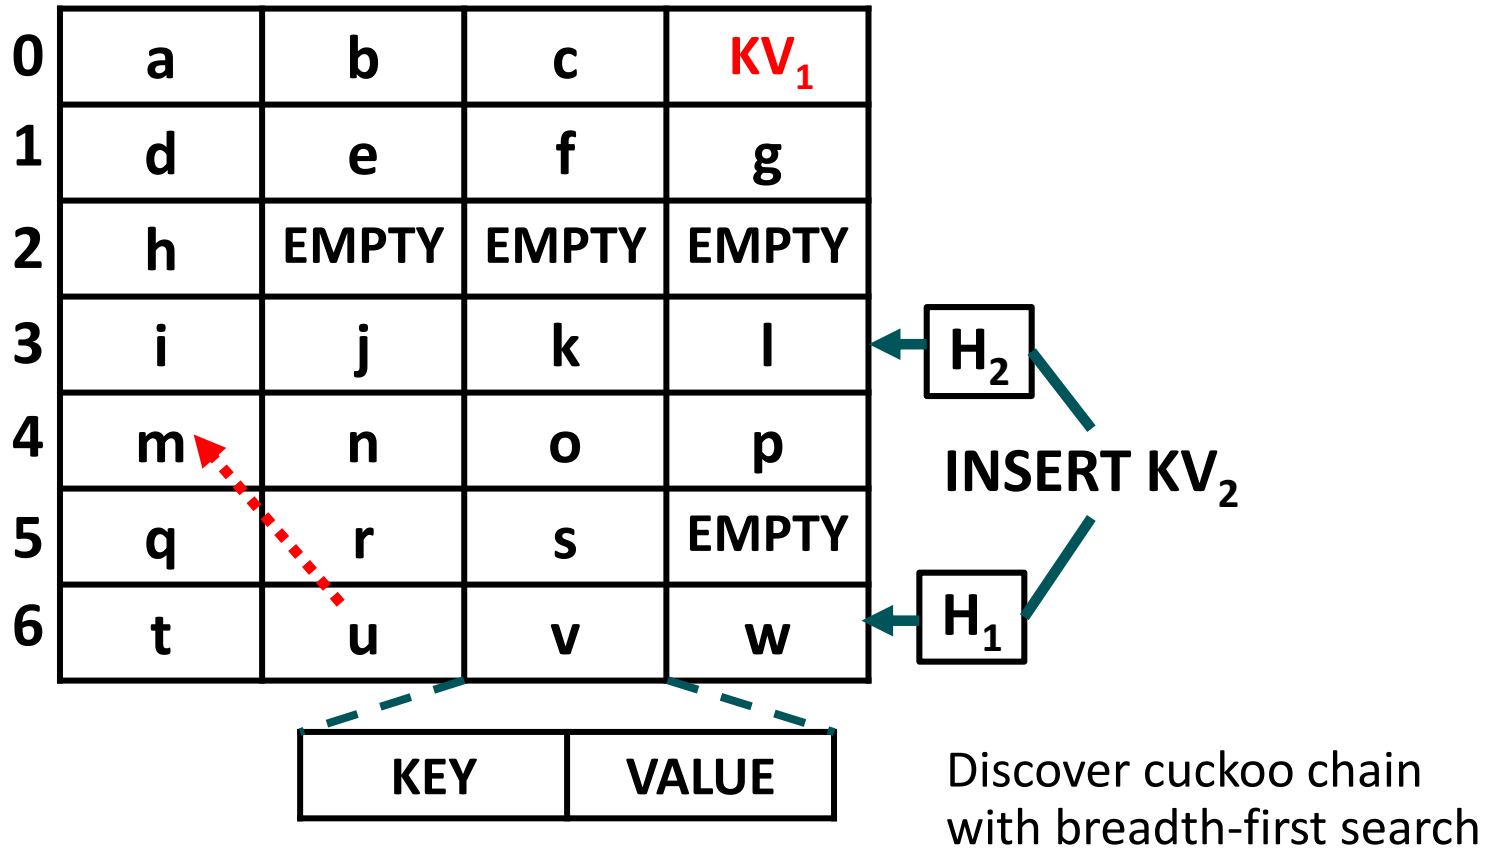 0 a b c KV₁
1 d e f g
2 h EMPTY EMPTY EMPTY
3 i j k l
4 m n o p
5 q r s EMPTY
6 t u v w
H₂
INSERT KV₂
H₁
KEY VALUE
Discover cuckoo chain
with breadth-first search